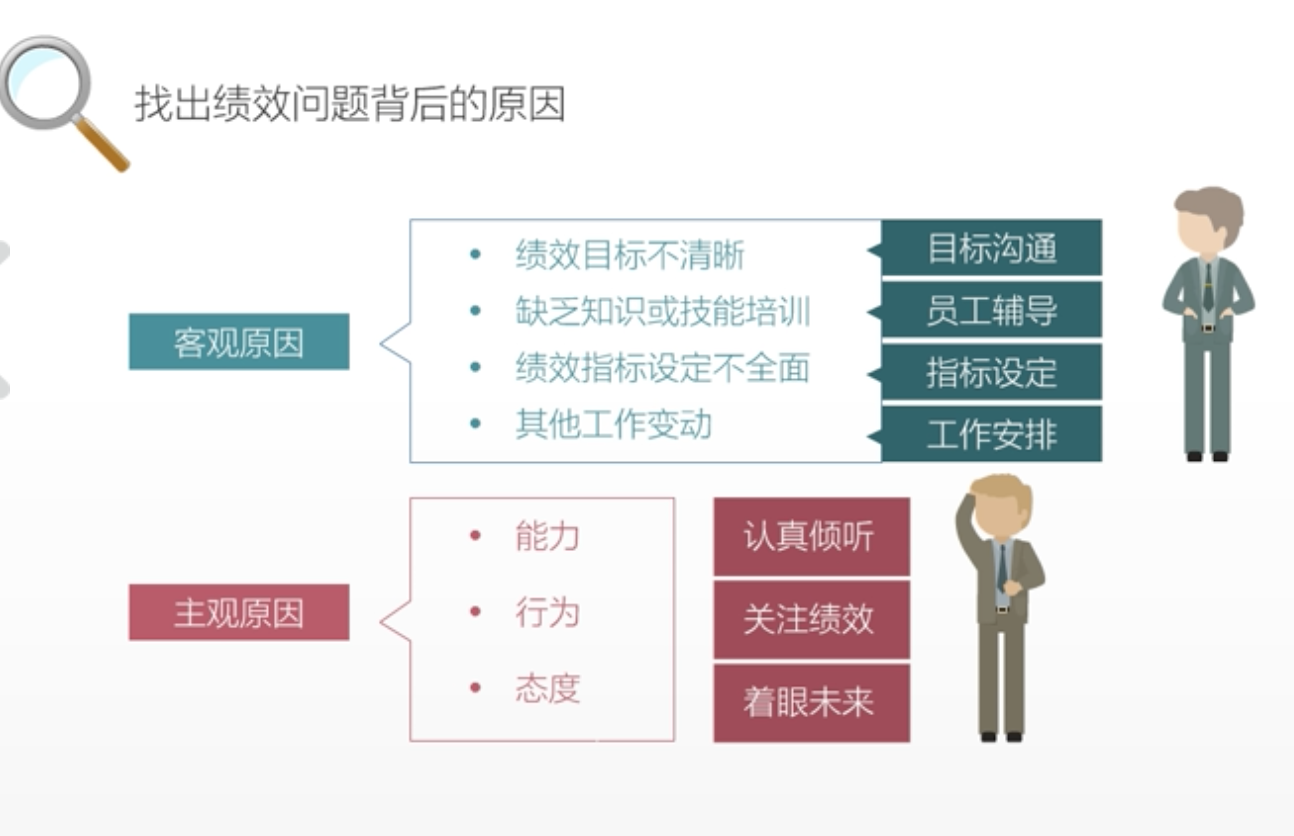 找出绩效问题背后的原因
客观原因
绩效目标不清晰
缺乏知识或技能培训
绩效指标设定不全面
其他工作变动
目标沟通
员工辅导
指标设定
工作安排
主观原因
能力
行为
态度
认真倾听
关注绩效
着眼未来